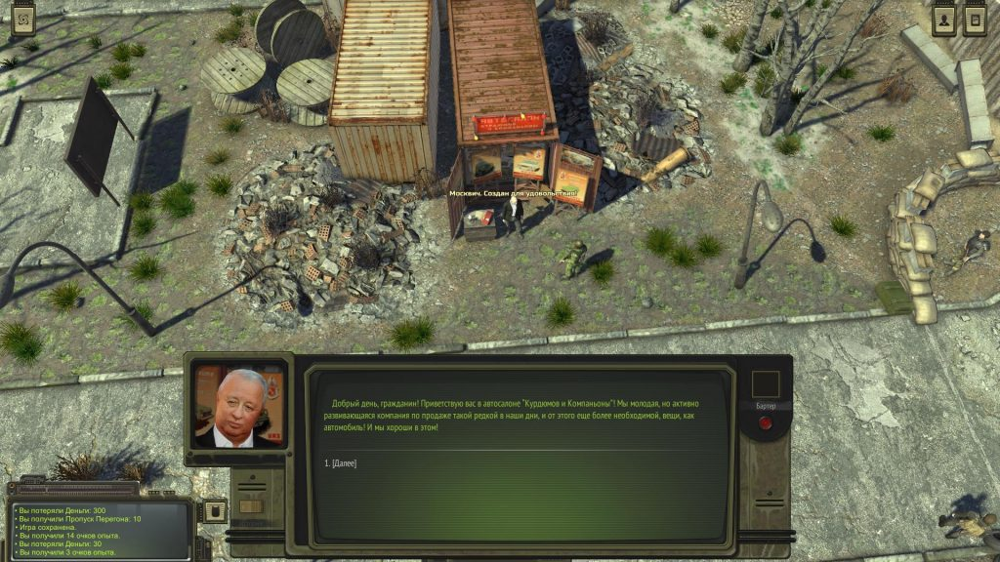 Москвич. Создан для удовольствия!
Добрый день, гражданин! Приветствую вас в автосалоне "Курдюмов и Компаньоны"! Мы молодая, но активно
развивающаяся компания по продаже такой редкой в наши дни, и от этого еще более необходимой, вещи, как
автомобиль! И мы хороши в этом!
1. [Далее]
Бартер
• Вы потеряли Деньги: 300
• Вы получили Пропуск Перегона: 10
• Игра сохранена.
• Вы получили 14 очков опыта.
• Вы потеряли Деньги: 30
• Вы получили 3 очков опыта.